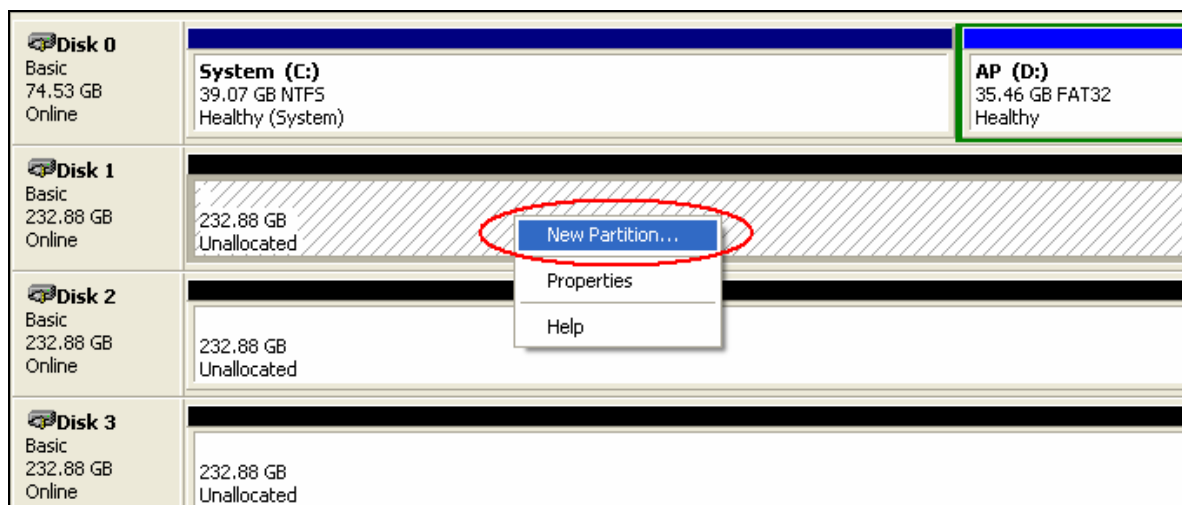 Disk 0
Basic
74.53 GB
Online
System (C:)
39.07 GB NTFS
Healthy (System)
AP (D:)
35.46 GB FAT32
Healthy
Disk 1
Basic
232.88 GB
Online
232.88 GB
Unallocated
New Partition...
Properties
Help
Disk 2
Basic
232.88 GB
Online
232.88 GB
Unallocated
Disk 3
Basic
232.88 GB
Online
232.88 GB
Unallocated